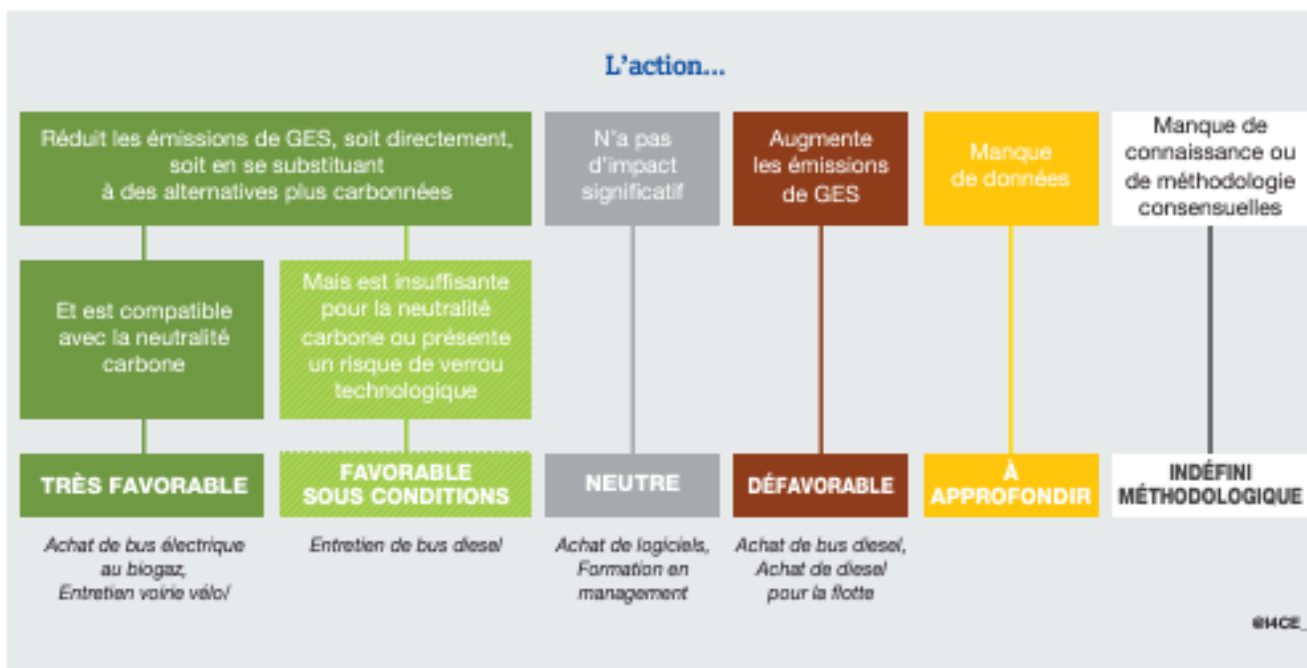 L'action...
Réduit les émissions de GES, soit directement,
soit en se substituant
à des alternatives plus carbonnées
N'a pas
d'impact
significatif
Augmente
les émissions
de GES
Manque
de données
Manque de
connaissance ou
de méthodologie
consensuelles
Et est compatible
avec la neutralité
carbone
Mais est insuffisante
pour la neutralité
carbone ou présente
un risque de verrou
technologique
TRÈS FAVORABLE
FAVORABLE
SOUS CONDITIONS
NEUTRE
DÉFAVORABLE
À
APPROFONDIR
INDÉFINI
MÉTHODOLOGIQUE
Achat de bus électrique
au biogaz,
Entretien voirie vélo/
Entretien de bus diesel
Achat de logiciels,
Formation en
management
Achat de bus diesel,
Achat de diesel
pour la flotte
@I4CE_